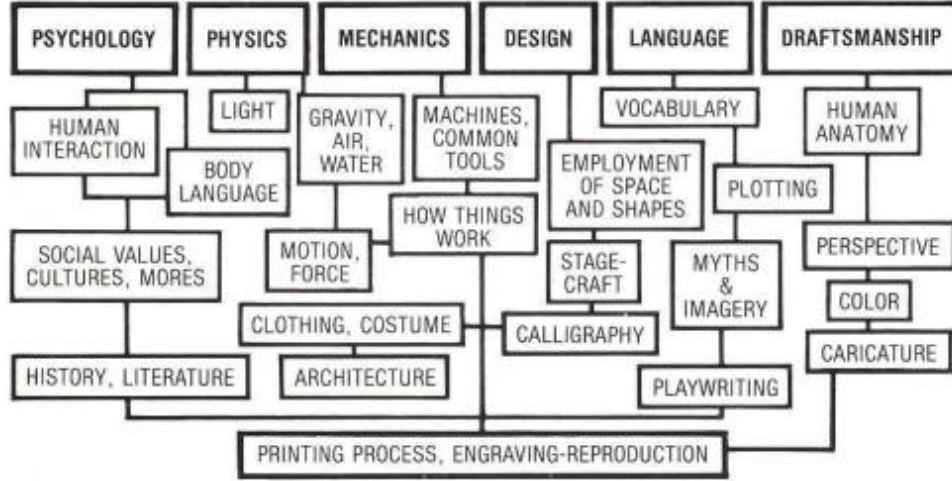 PSYCHOLOGY
PHYSICS
MECHANICS
DESIGN
LANGUAGE
DRAFTSMANSHIP
HUMAN
INTERACTION
BODY
LANGUAGE
SOCIAL VALUES,
CULTURES, MORES
HISTORY, LITERATURE
LIGHT
GRAVITY,
AIR,
WATER
MOTION,
FORCE
MACHINES,
COMMON
TOOLS
HOW THINGS
WORK
CLOTHING, COSTUME
ARCHITECTURE
EMPLOYMENT
OF SPACE
AND SHAPES
STAGE-
CRAFT
CALLIGRAPHY
VOCABULARY
PLOTTING
MYTHS
&
IMAGERY
PLAYWRITING
HUMAN
ANATOMY
PERSPECTIVE
COLOR
CARICATURE
PRINTING PROCESS, ENGRAVING-REPRODUCTION